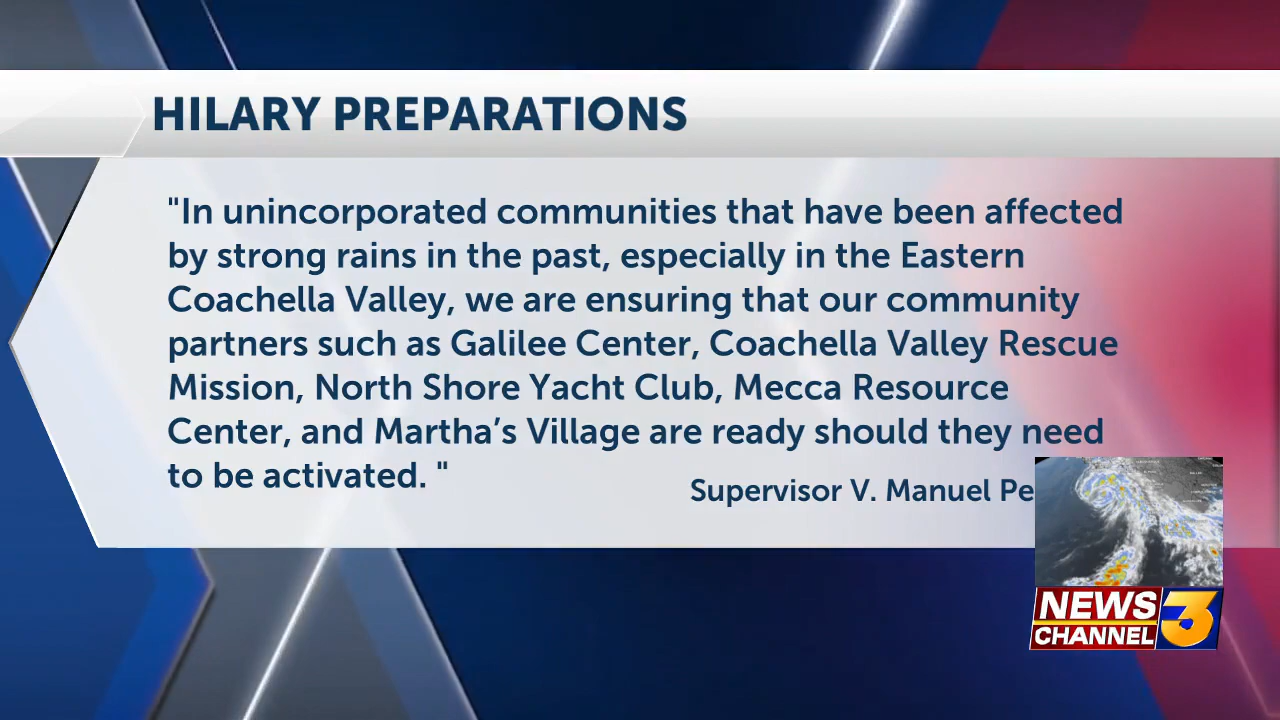 HILARY PREPARATIONS
"In unincorporated communities that have been affected
by strong rains in the past, especially in the Eastern
Coachella Valley, we are ensuring that our community
partners such as Galilee Center, Coachella Valley Rescue
Mission, North Shore Yacht Club, Mecca Resource
Center, and Martha’s Village are ready should they need
to be activated. "
Supervisor V. Manuel Pe
NEWS
CHANNEL 3